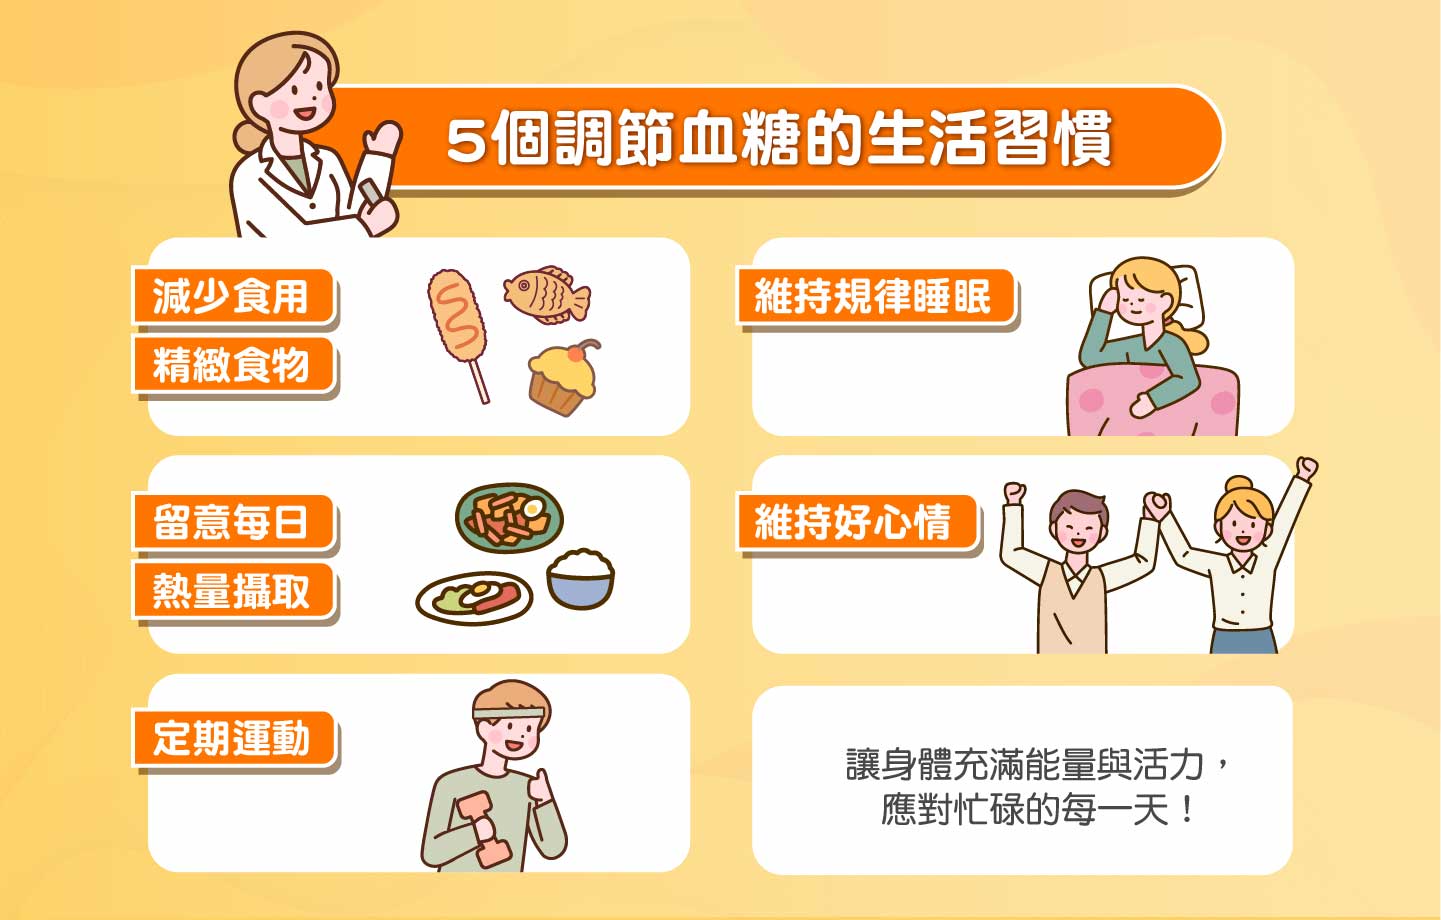 5個調節血糖的生活習慣
減少食用
精緻食物
留意每日
熱量攝取
定期運動
維持規律睡眠
維持好心情
讓身體充滿能量與活力，
應對忙碌的每一天！